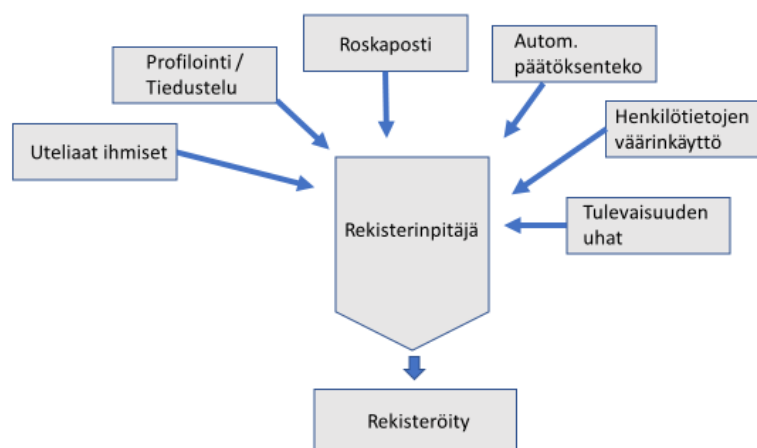 Roskaposti
Autom.
päätöksenteko
Profilointi /
Tiedustelu
Henkilötietojen
väärinkäyttö
Uteliaat ihmiset
Rekisterinpitäjä
Tulevaisuuden
uhat
Rekisteröity